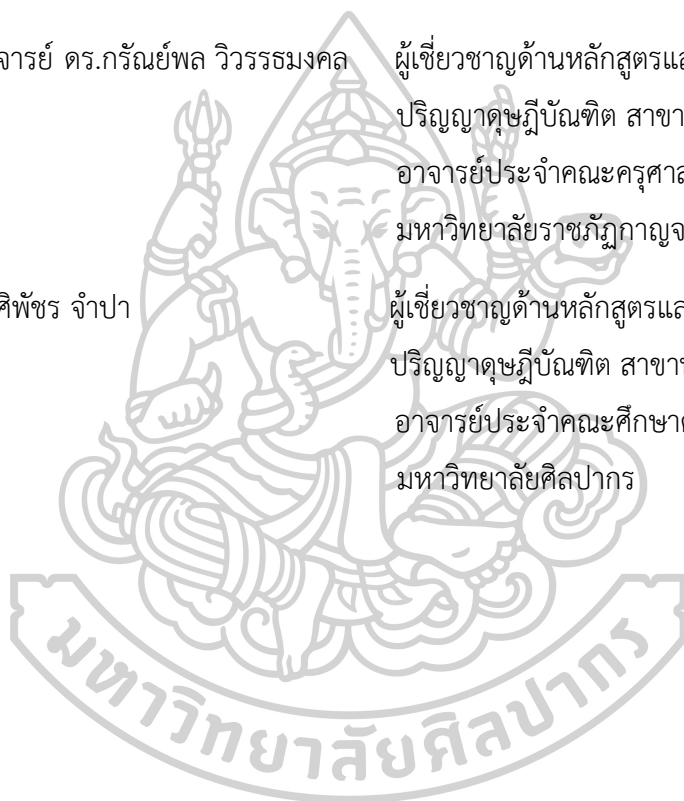 จารย์ ดร.กรัณย์พล วิวรรธมงคล ผู้เชี่ยวชาญด้านหลักสูตรแล
ปริญญาดุษฎีบัณฑิต สาขา
อาจารย์ประจำคณะครุศาส
มหาวิทยาลัยราชภัฏกาญจ
ศิพัชร จำปา ผู้เชี่ยวชาญด้านหลักสูตรแล
ปริญญาดุษฎีบัณฑิต สาขา
อาจารย์ประจำคณะศึกษา
มหาวิทยาลัยศิลปากร
มหาวิทยาลัยศิลปากร